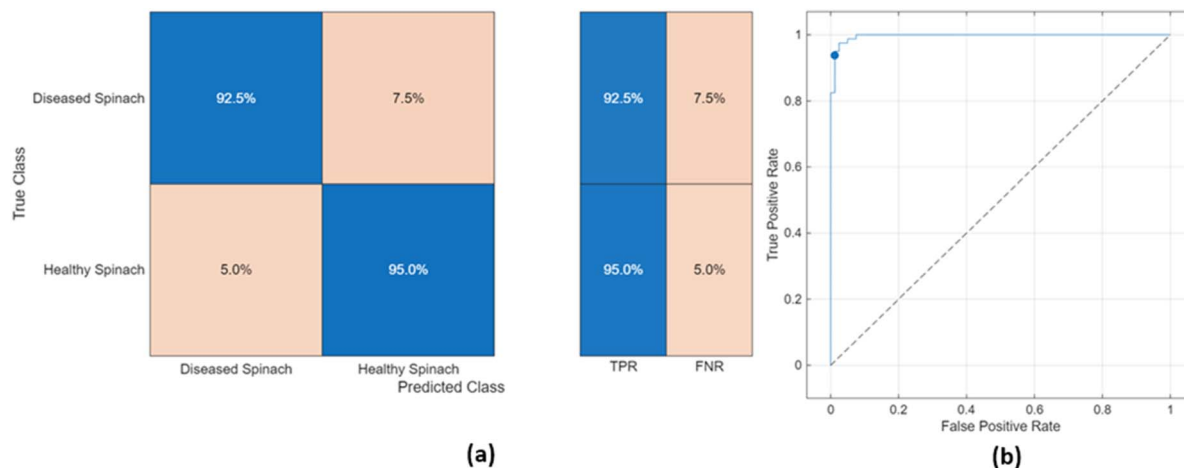 True Class
Diseased Spinach
Healthy Spinach
92.5%
7.5%
5.0%
95.0%
Diseased Spinach
Healthy Spinach
Predicted Class
92.5%
7.5%
95.0%
5.0%
TPR
FNR
(a)
True Positive Rate
1
0.8
0.6
0.4
0.2
0
0
0.2
0.4
0.6
0.8
1
False Positive Rate
(b)